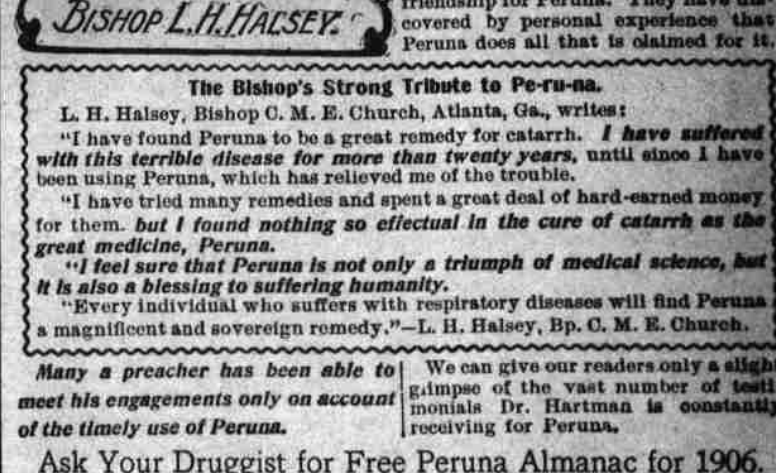 BISHOP L. H. HALSEY.
friendship for Peruna. They have
covered by personal experience that
Peruna does all that is claimed for it.
The Bishop's Strong Tribute to Pe-ru-na.
L. H. Halsey, Bishop C. M. E. Church, Atlanta, Ga., writes:
"I have found Peruna to be a great remedy for catarrh. I have suffered
with this terrible disease for more than twenty years, until since I have
been using Peruna, which has relieved me of the trouble.
"I have tried many remedies and spent a great deal of hard-earned money
for them. but I found nothing so effectual in the cure of catarrh as the
great medicine, Peruna.
"I feel sure that Peruna is not only a triumph of medical science, but
it is also a blessing to suffering humanity.
"Every individual who suffers with respiratory diseases will find Peruna
a magnificent and sovereign remedy."—L. H. Halsey, Bp. C. M. E. Church.
Many a preacher has been able to
meet his engagements only on account
of the timely use of Peruna.
We can give our readers only a slight
glimpse of the vast number of testi
monials Dr. Hartman is constantly
receiving for Peruna.
Ask Your Druggist for Free Peruna Almanac for 1906.